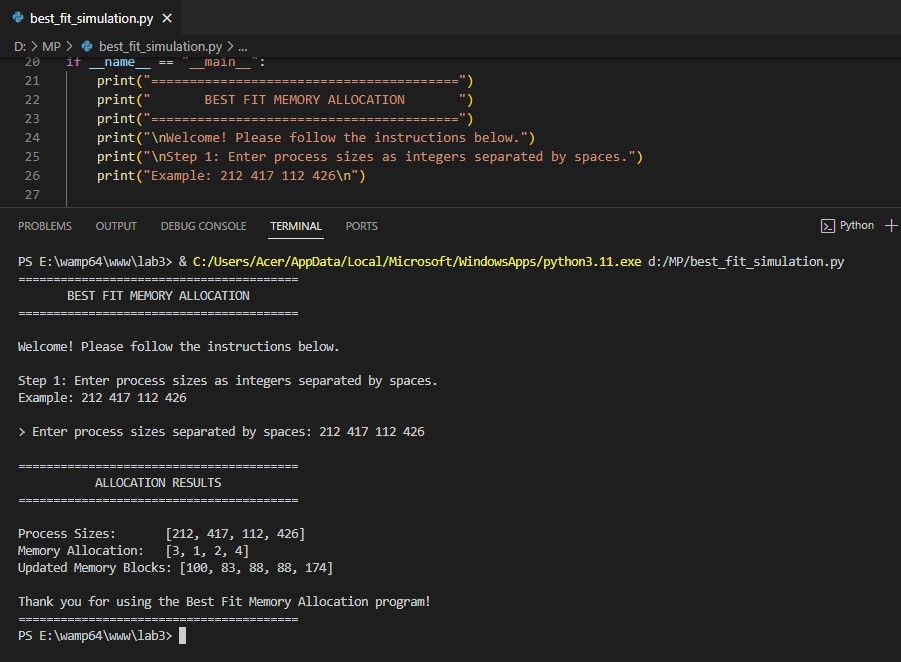 best_fit_simulation.py ×
D: > MP > best_fit_simulation.py > ...
20 if __name__ == "__main__":
21 print("========================================")
22 print("       BEST FIT MEMORY ALLOCATION       ")
23 print("========================================")
24 print("\nWelcome! Please follow the instructions below.")
25 print("\nStep 1: Enter process sizes as integers separated by spaces.")
26 print("Example: 212 417 112 426\n")
27
PROBLEMS OUTPUT DEBUG CONSOLE TERMINAL PORTS Python +
PS E:\wamp64\www\lab3> & C:/Users/Acer/AppData/Local/Microsoft/WindowsApps/python3.11.exe d:/MP/best_fit_simulation.py
========================================
BEST FIT MEMORY ALLOCATION
========================================
Welcome! Please follow the instructions below.
Step 1: Enter process sizes as integers separated by spaces.
Example: 212 417 112 426
> Enter process sizes separated by spaces: 212 417 112 426
========================================
ALLOCATION RESULTS
========================================
Process Sizes: [212, 417, 112, 426]
Memory Allocation: [3, 1, 2, 4]
Updated Memory Blocks: [100, 83, 88, 88, 174]
Thank you for using the Best Fit Memory Allocation program!
========================================
PS E:\wamp64\www\lab3>